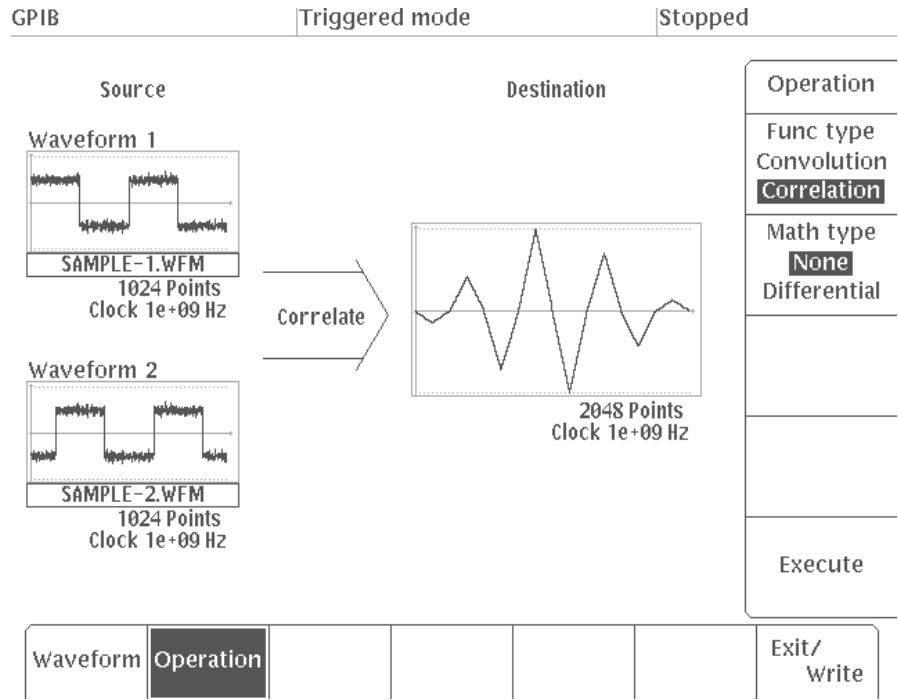 GPIB
Triggered mode
Stopped
Source
Destination
Waveform 1
SAMPLE-1.WFM
1024 Points
Clock 1e+09 Hz
Correlate
Waveform 2
SAMPLE-2.WFM
1024 Points
Clock 1e+09 Hz
2048 Points
Clock 1e+09 Hz
Operation
Func type
Convolution
Correlation
Math type
None
Differential
Execute
Waveform
Operation
Exit/
Write